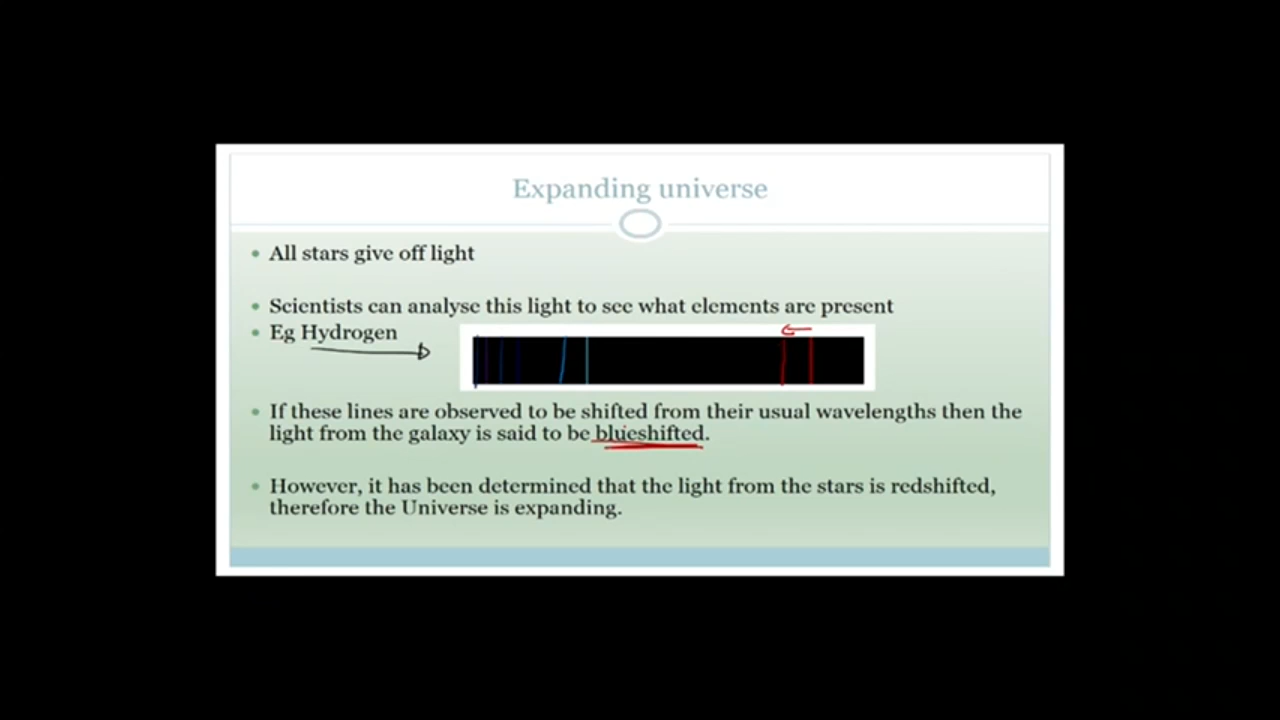 Expanding universe
All stars give off light
Scientists can analyse this light to see what elements are present
Eg Hydrogen
If these lines are observed to be shifted from their usual wavelengths then the
light from the galaxy is said to be blueshifted.
However, it has been determined that the light from the stars is redshifted,
therefore the Universe is expanding.